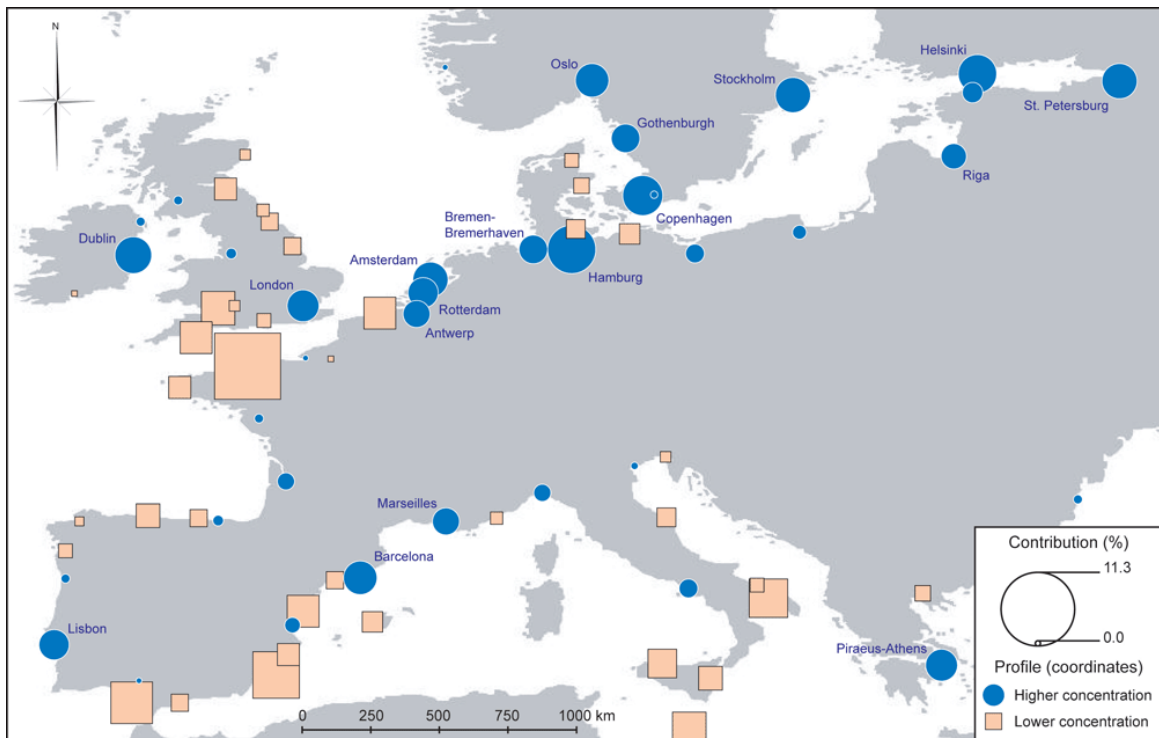 N
Oslo
Helsinki
Stockholm
St. Petersburg
Gothenburgh
Riga
Copenhagen
Bremen-
Bremerhaven
Dublin
Amsterdam
Hamburg
London
Rotterdam
Antwerp
Marseilles
Barcelona
Lisbon
Piraeus-Athens
0 250 500 1000 km
Contribution (%)
11.3
0.0
Profile (coordinates)
Higher concentration
Lower concentration